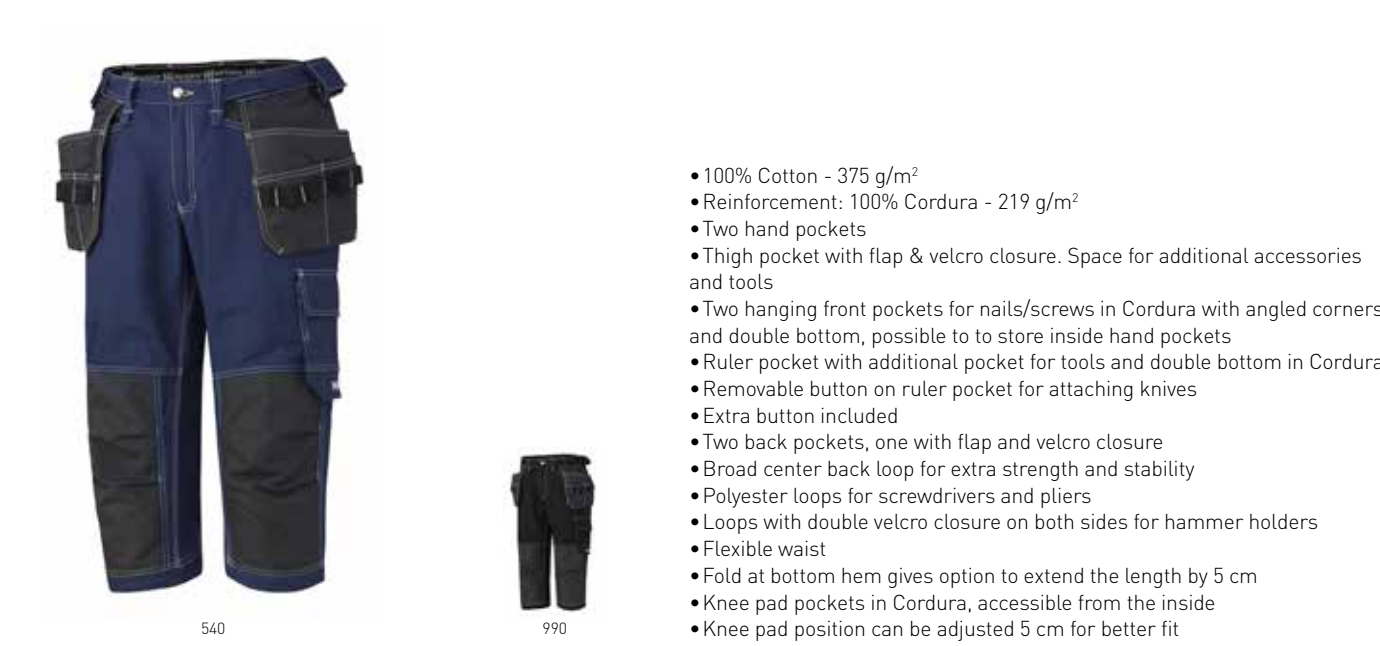 • 100% Cotton - 375 g/m²
• Reinforcement: 100% Cordura - 219 g/m²
• Two hand pockets
• Thigh pocket with flap & velcro closure. Space for additional accessories
and tools
• Two hanging front pockets for nails/screws in Cordura with angled corners
and double bottom, possible to to store inside hand pockets
• Ruler pocket with additional pocket for tools and double bottom in Cordura
• Removable button on ruler pocket for attaching knives
• Extra button included
• Two back pockets, one with flap and velcro closure
• Broad center back loop for extra strength and stability
• Polyester loops for screwdrivers and pliers
• Loops with double velcro closure on both sides for hammer holders
• Flexible waist
• Fold at bottom hem gives option to extend the length by 5 cm
• Knee pad pockets in Cordura, accessible from the inside
• Knee pad position can be adjusted 5 cm for better fit
540
990